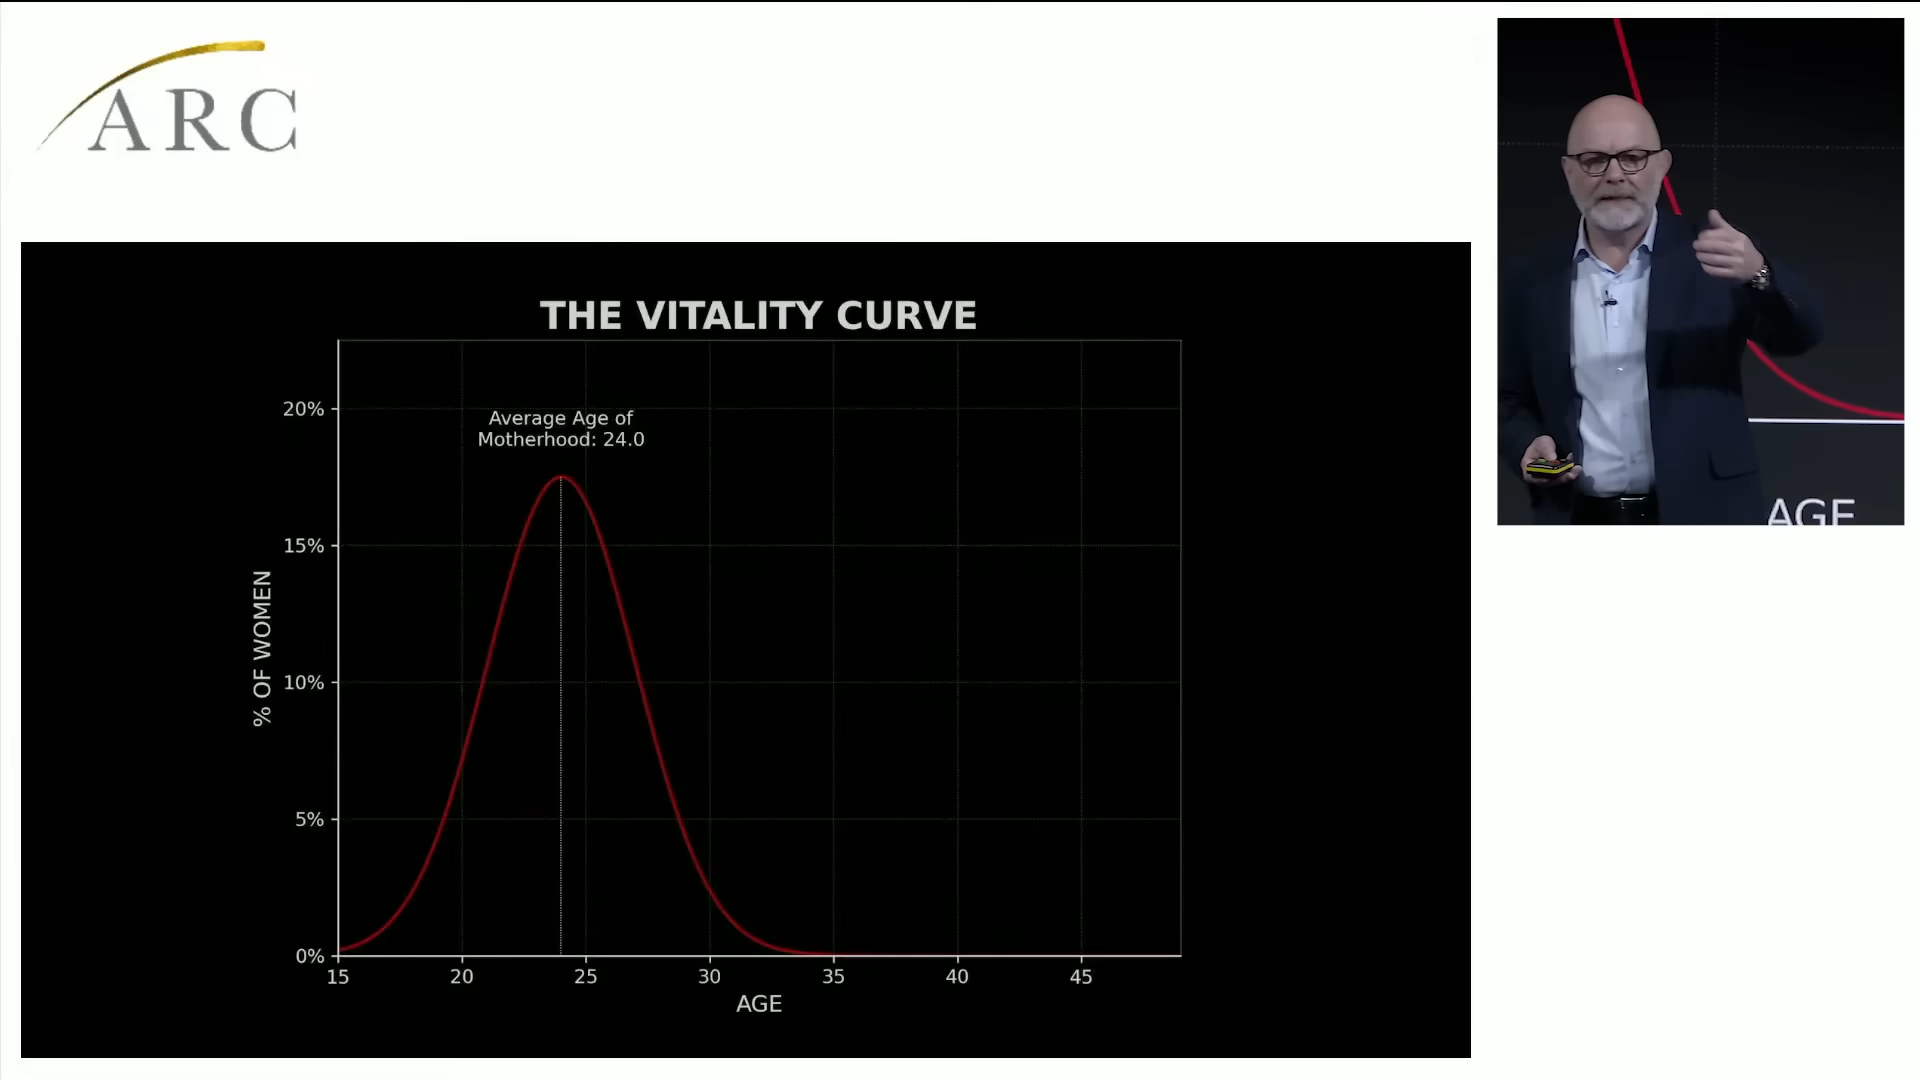 ARC
THE VITALITY CURVE
Average Age of
Motherhood: 24.0
20%
15%
10%
5%
0%
% OF WOMEN
15 20 25 30 35 40 45
AGE
AGE